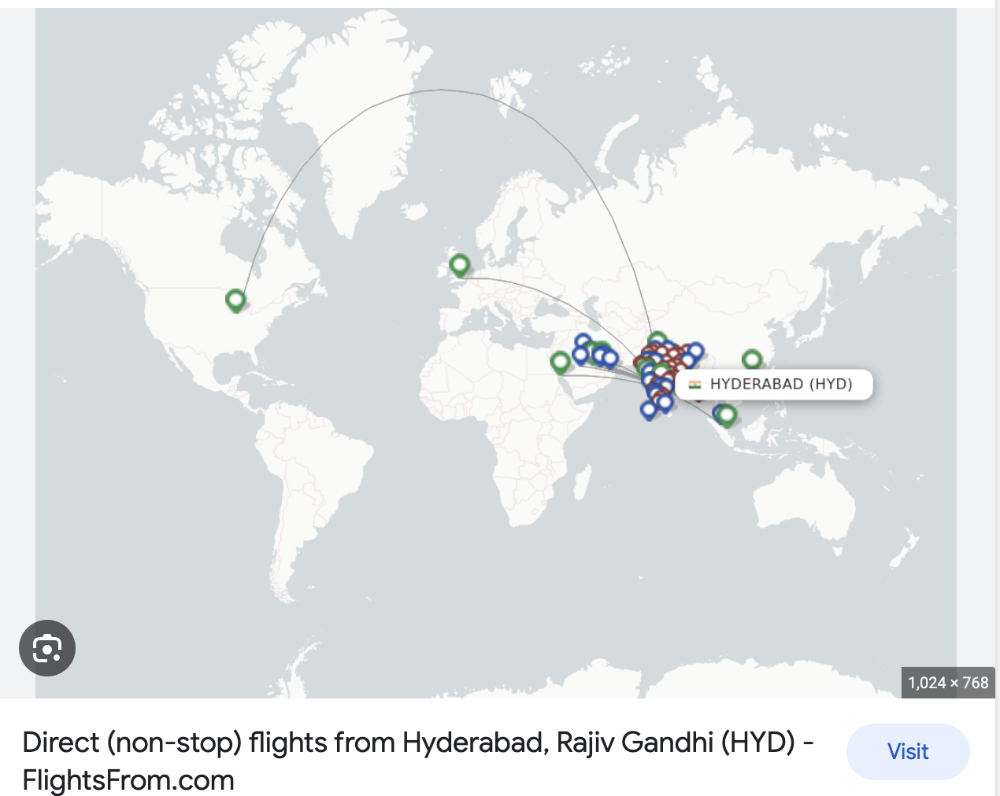 HYDERABAD (HYD)
1,024 × 768
Direct (non-stop) flights from Hyderabad, Rajiv Gandhi (HYD) -
FlightsFrom.com
Visit